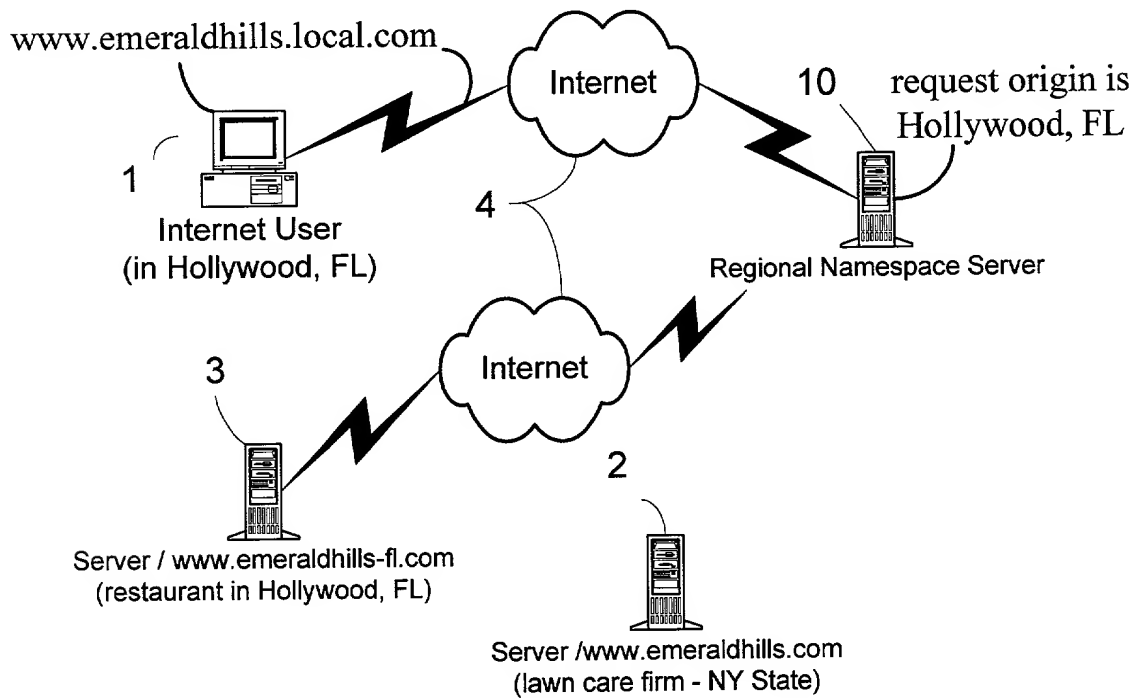 www.emeraldhills.local.com
Internet
10
request origin is
Hollywood, FL
1
4
Internet User
(in Hollywood, FL)
Regional Namespace Server
Internet
3
2
Server / www.emeraldhills-fl.com
(restaurant in Hollywood, FL)
Server /www.emeraldhills.com
(lawn care firm - NY State)